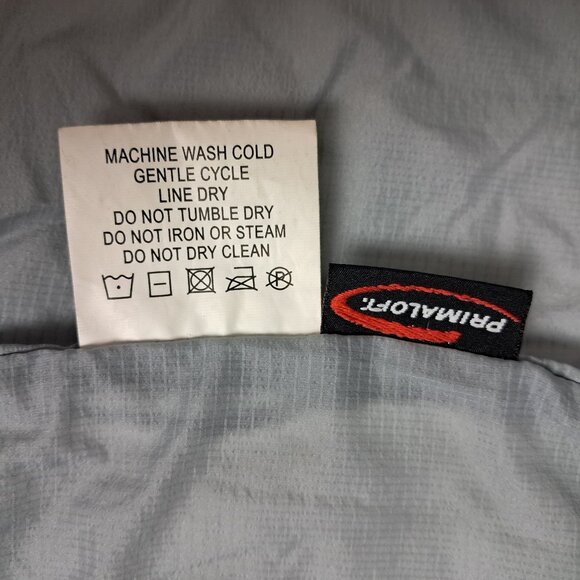 MACHINE WASH COLD
GENTLE CYCLE
LINE DRY
DO NOT TUMBLE DRY
DO NOT IRON OR STEAM
DO NOT DRY CLEAN
P
PRIMALOFT.